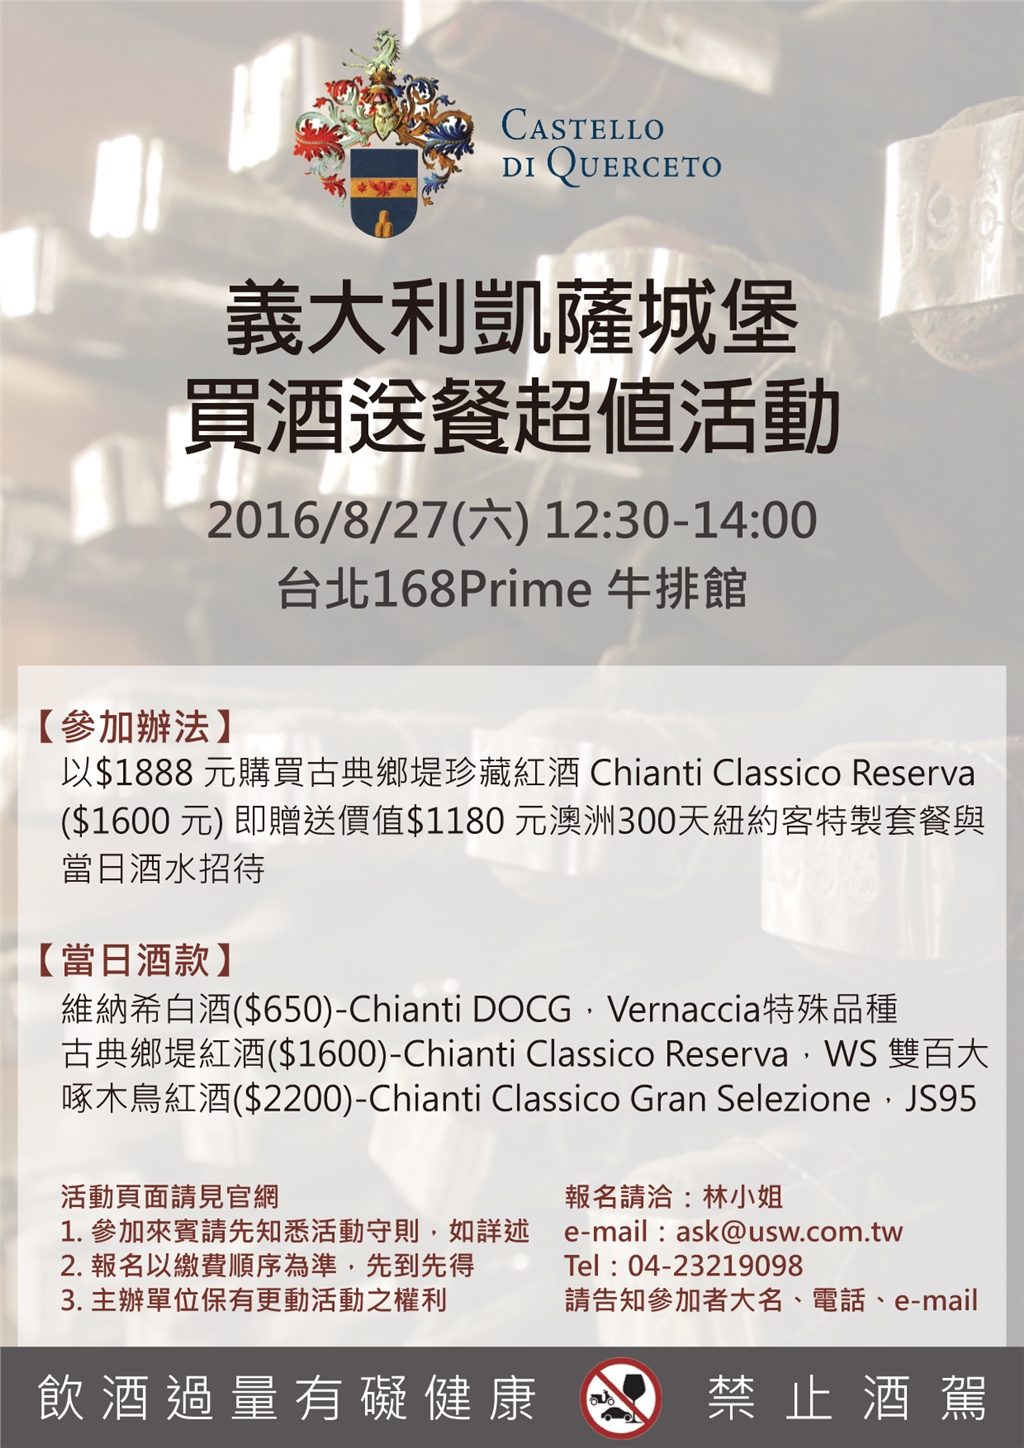 CASTELLO
DI QUERCETO
義大利凱薩城堡
買酒送餐超值活動
2016/8/27(六) 12:30-14:00
台北168Prime 牛排館
【參加辦法】
以$1888 元購買古典鄉堤珍藏紅酒 Chianti Classico Reserva
($1600 元) 即贈送價值$1180 元澳洲300天紐約客特製套餐與
當日酒水招待
【當日酒款】
維納希白酒($650)-Chianti DOCG，Vernaccia特殊品種
古典鄉堤紅酒($1600)-Chianti Classico Reserva，WS 雙百大
啄木鳥紅酒($2200)-Chianti Classico Gran Selezione，JS95
活動頁面請見官網
1. 參加來賓請先知悉活動守則，如詳述
2. 報名以繳費順序為準，先到先得
3. 主辦單位保有更動活動之權利
報名請洽：林小姐
e-mail：ask@usw.com.tw
Tel：04-23219098
請告知參加者大名、電話、e-mail
飲酒過量有礙健康 禁止酒駕